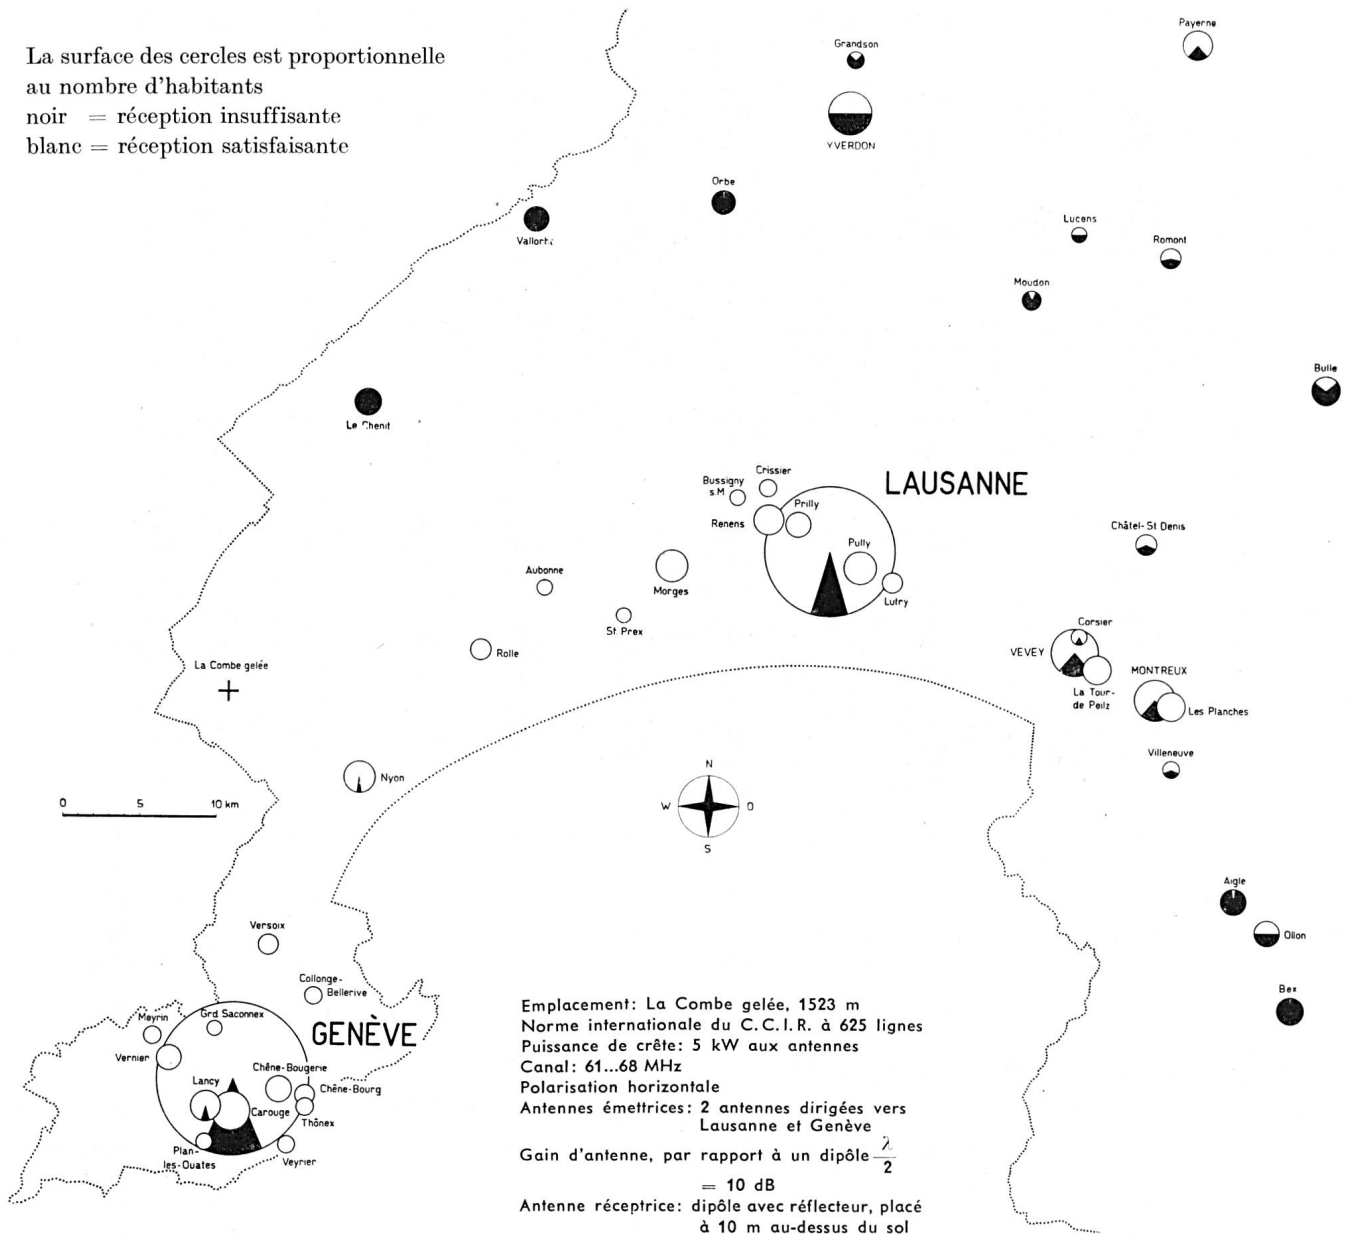 La surface des cercles est proportionnelle
au nombre d'habitants
noir = réception insuffisante
blanc = réception satisfaisante
Payerne
Grandson
YVERDON
Orbe
Lucens
Romont
Moudon
Bulle
Le Chenit
LAUSANNE
Crissier
Bussigny
s.M
Prilly
Renens
Pully
Lutry
Châtel-St Denis
Aubonne
Morges
St. Prex
Rolle
Corsier
VEVEY
La Tour-
de Peilz
MONTREUX
Les Planches
La Combe gelée
Villeneuve
Nyon
N
W O
S
0 5 10 km
Aigle
Ollon
Bex
Versoix
Collonge-
Bellerive
GENÈVE
Meyrin
Grd Saconnex
Vernier
Chêne-Bougerie
Lancy
Chêne-Bourg
Carouge
Thônex
Plan-
les-Ouates
Veyrier
Emplacement: La Combe gelée, 1523 m
Norme internationale du C.C.I.R. à 625 lignes
Puissance de crête: 5 kW aux antennes
Canal: 61...68 MHz
Polarisation horizontale
Antennes émettrices: 2 antennes dirigées vers
Lausanne et Genève
Gain d'antenne, par rapport à un dipôle λ/2
= 10 dB
Antenne réceptrice: dipôle avec réflecteur, placé
à 10 m au-dessus du sol